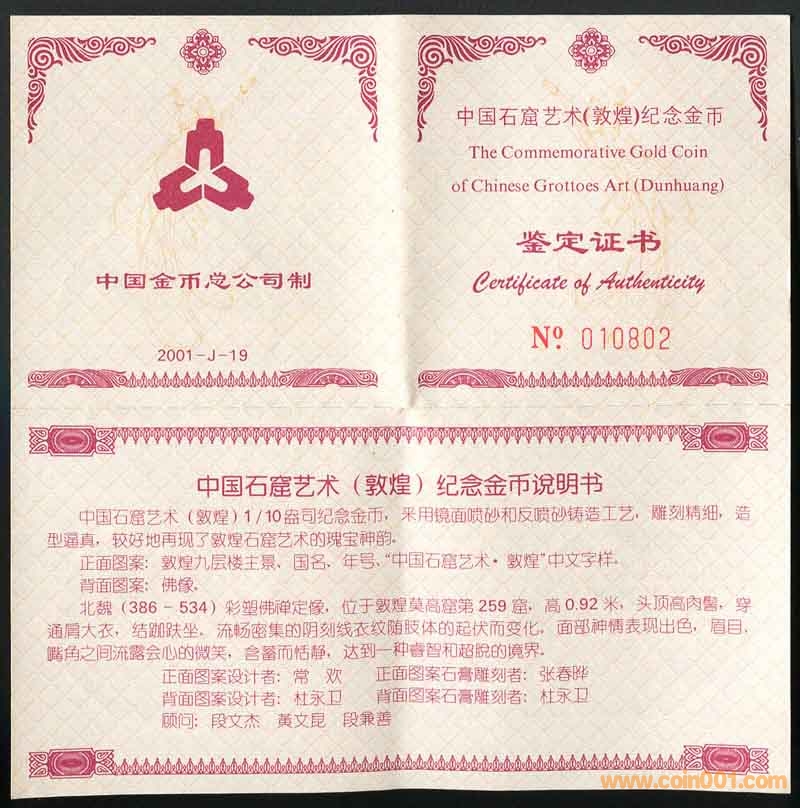 中国金币总公司制
2001-J-19
中国石窟艺术(敦煌)纪念金币
The Commemorative Gold Coin
of Chinese Grottoes Art (Dunhuang)
鉴定证书
Certificate of Authenticity
Nº 010802
中国石窟艺术（敦煌）纪念金币说明书
中国石窟艺术（敦煌）1/10盎司纪念金币，采用镜面喷砂和反喷砂铸造工艺，雕刻精细，造
型逼真，较好地再现了敦煌石窟艺术的瑰宝神韵。
正面图案：敦煌九层楼主景、国名、年号、“中国石窟艺术·敦煌”中文字样。
背面图案：佛像。
北魏（386－534）彩塑佛禅定像，位于敦煌莫高窟第259窟，高0.92米，头顶高肉髻，穿
通肩大衣，结跏趺坐，流畅密集的阴刻线衣纹随肢体的起伏而变化，面部神情表现出色，眉目、
嘴角之间流露会心的微笑，含蓄而恬静，达到一种睿智和超脱的境界。
正面图案设计者：常　欢　正面图案石膏雕刻者：张春晔
背面图案设计者：杜永卫　背面图案石膏雕刻者：杜永卫
顾问：段文杰　黄文昆　段兼善
www.coin001.com